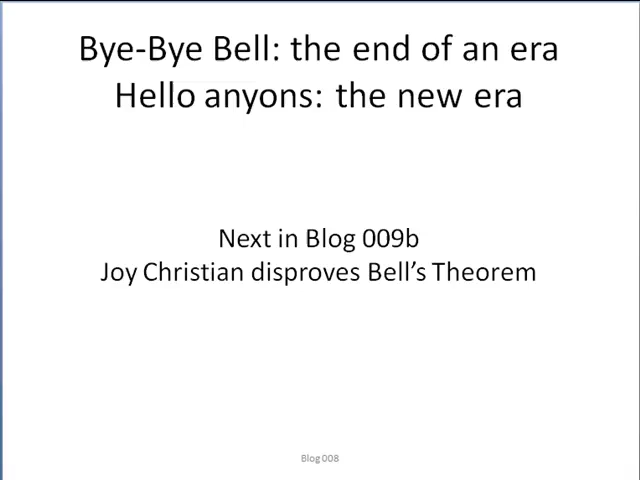 Bye-Bye Bell: the end of an era
Hello anyons: the new era
Next in Blog 009b
Joy Christian disproves Bell’s Theorem
Blog 008